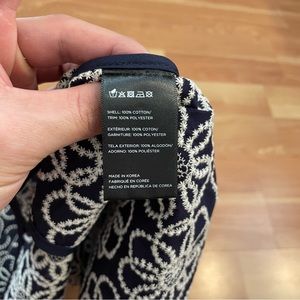 SHELL: 100% COTTON/
TRIM: 100% POLYESTER
EXTÉRIEUR: 100% COTON/
GARNITURE: 100% POLYESTER
TELA EXTERIOR: 100% ALGODÓN/
ADORNO: 100% POLIÉSTER
MADE IN KOREA
FABRIQUÉ EN CORÉE
HECHO EN REPÚBLICA DE COREA